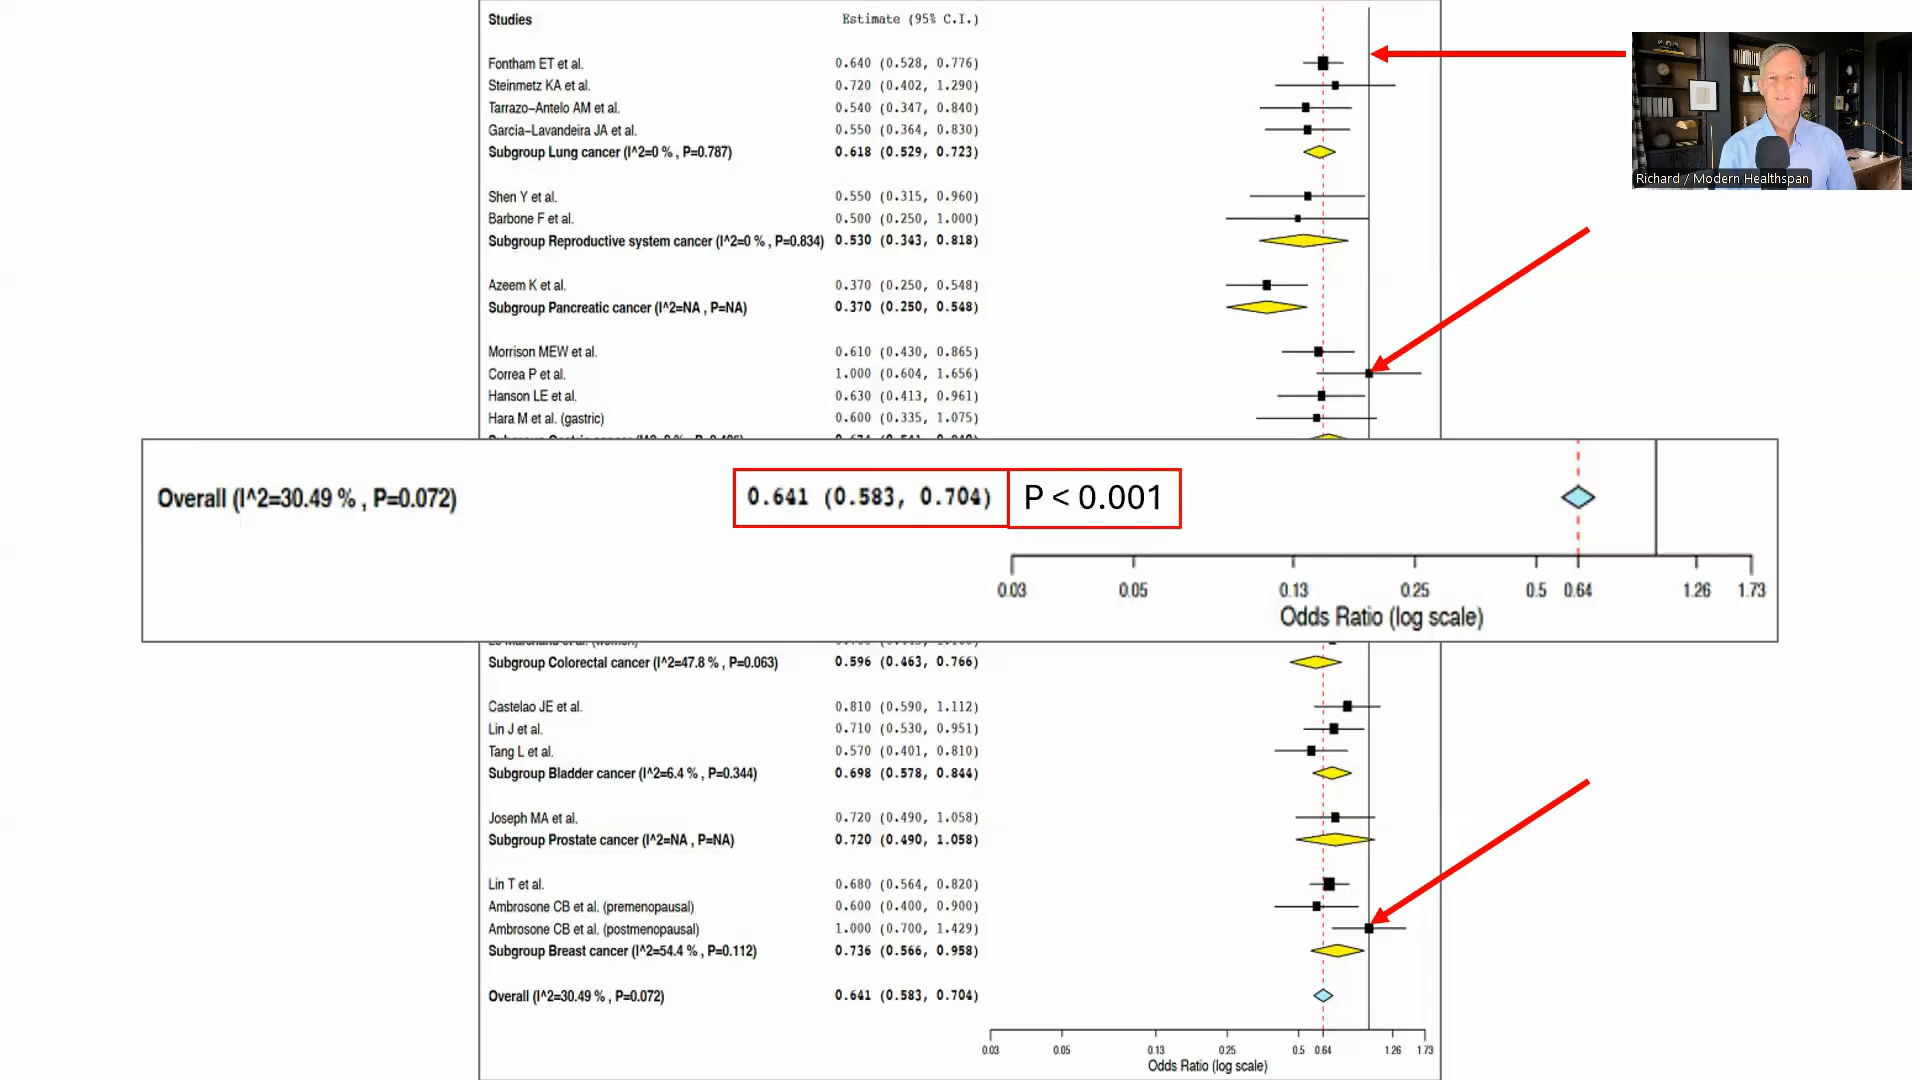 Studies Estimate (95% C.I.)
Fontham ET et al. 0.640 (0.528, 0.776)
Steinmetz KA et al. 0.720 (0.402, 1.290)
Tarrazo-Antelo AM et al. 0.540 (0.347, 0.840)
Garcia-Lavandeira JA et al. 0.550 (0.364, 0.830)
Subgroup Lung cancer (I^2=0 % , P=0.787) 0.618 (0.529, 0.723)
Richard / Modern Healthspan
Shen Y et al. 0.550 (0.315, 0.960)
Barbone F et al. 0.500 (0.250, 1.000)
Subgroup Reproductive system cancer (I^2=0 % , P=0.834) 0.530 (0.343, 0.818)
Azeem K et al. 0.370 (0.250, 0.548)
Subgroup Pancreatic cancer (I^2=NA , P=NA) 0.370 (0.250, 0.548)
Morrison MEW et al. 0.610 (0.430, 0.865)
Correa P et al. 1.000 (0.604, 1.656)
Hanson LE et al. 0.630 (0.413, 0.961)
Hara M et al. (gastric) 0.600 (0.335, 1.075)
Overall (I^2=30.49 % , P=0.072) 0.641 (0.583, 0.704) P < 0.001
0.03 0.05 0.13 0.25 0.5 0.64 1.26 1.73
Odds Ratio (log scale)
Subgroup Colorectal cancer (I^2=47.8 % , P=0.063) 0.596 (0.463, 0.766)
Castelao JE et al. 0.810 (0.590, 1.112)
Lin J et al. 0.710 (0.530, 0.951)
Tang L et al. 0.570 (0.401, 0.810)
Subgroup Bladder cancer (I^2=6.4 % , P=0.344) 0.698 (0.578, 0.844)
Joseph MA et al. 0.720 (0.490, 1.058)
Subgroup Prostate cancer (I^2=NA , P=NA) 0.720 (0.490, 1.058)
Lin T et al. 0.680 (0.564, 0.820)
Ambrosone CB et al. (premenopausal) 0.600 (0.400, 0.900)
Ambrosone CB et al. (postmenopausal) 1.000 (0.700, 1.429)
Subgroup Breast cancer (I^2=54.4 % , P=0.112) 0.736 (0.566, 0.958)
Overall (I^2=30.49 % , P=0.072) 0.641 (0.583, 0.704)
0.03 0.05 0.13 0.25 0.5 0.64 1.26 1.73
Odds Ratio (log scale)